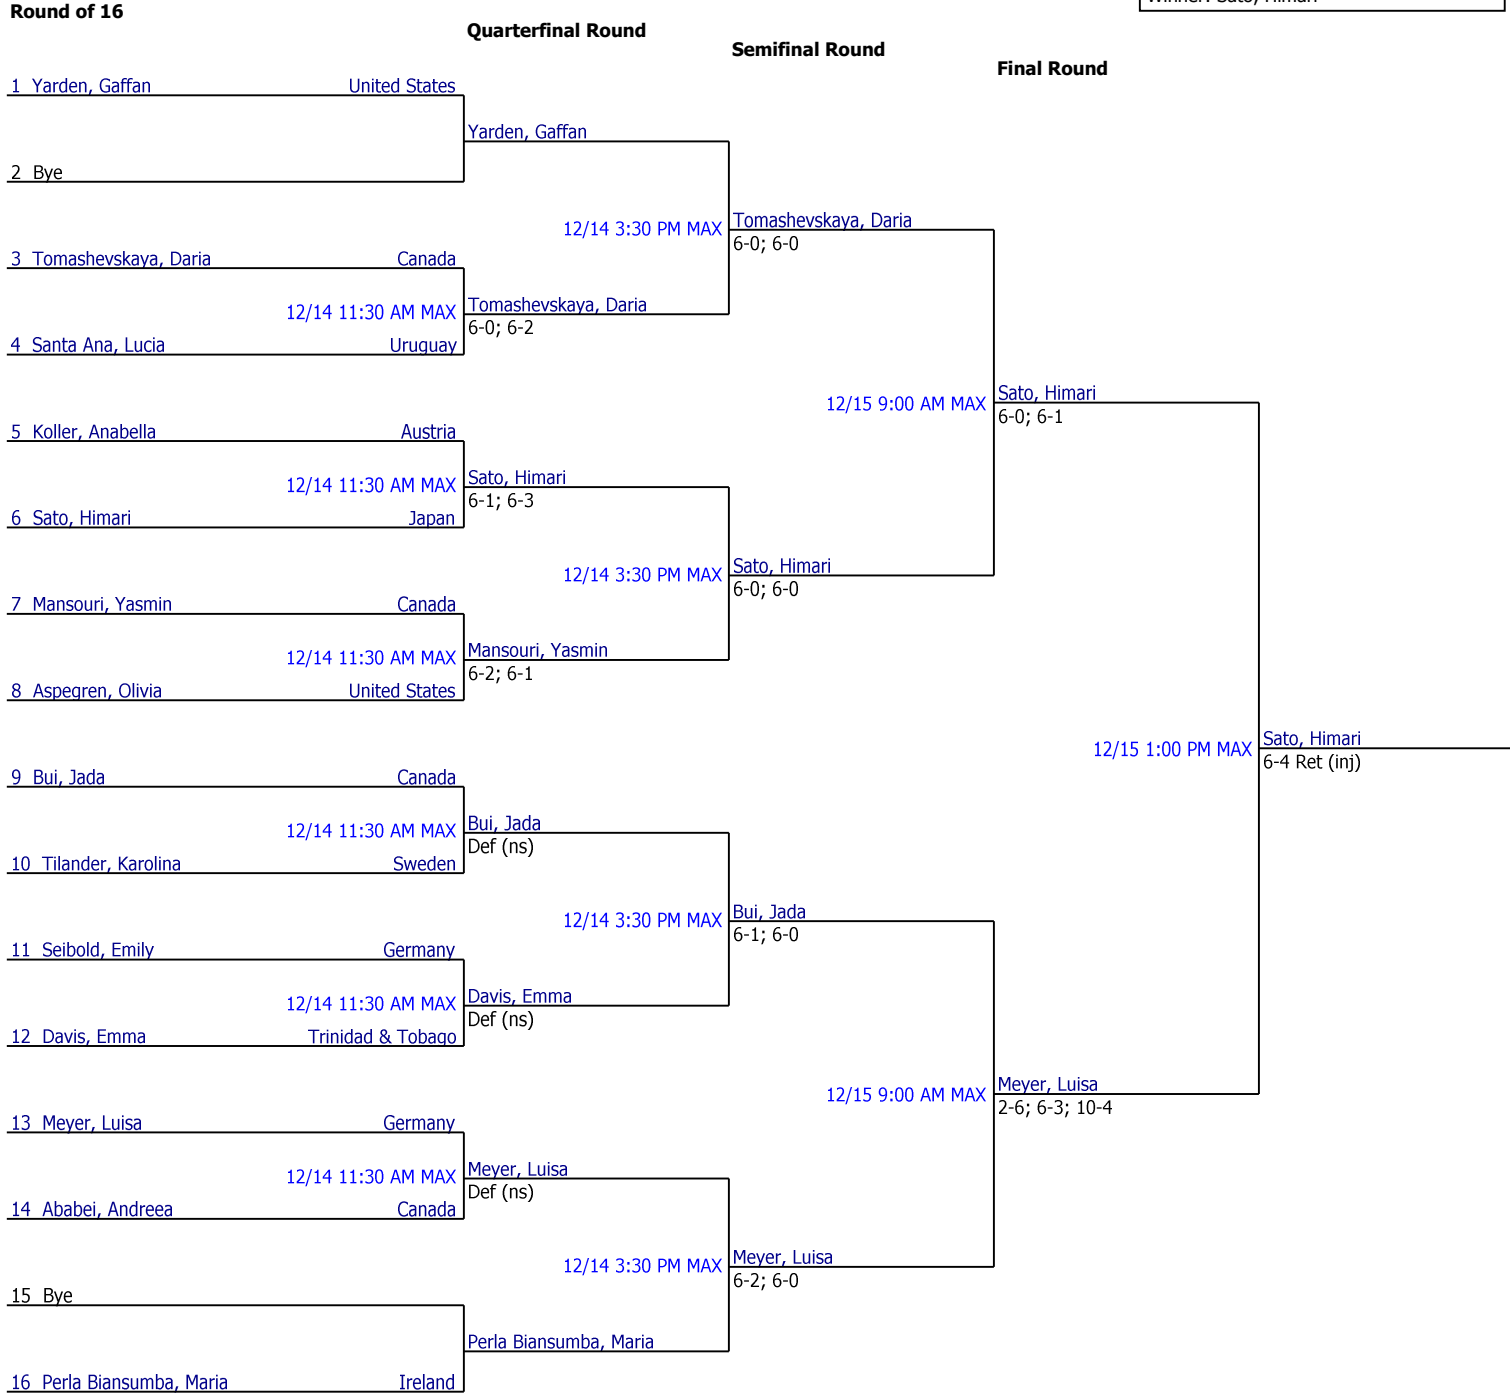 Winner: Sato, Himari
Round of 16
Quarterfinal Round
Semifinal Round
Final Round
1 Yarden, Gaffan United States
Yarden, Gaffan
2 Bye
12/14 3:30 PM MAX Tomashevskaya, Daria
6-0; 6-0
3 Tomashevskaya, Daria Canada
12/14 11:30 AM MAX Tomashevskaya, Daria
6-0; 6-2
4 Santa Ana, Lucia Uruguay
12/15 9:00 AM MAX Sato, Himari
6-0; 6-1
5 Koller, Anabella Austria
12/14 11:30 AM MAX Sato, Himari
6-1; 6-3
6 Sato, Himari Japan
12/14 3:30 PM MAX Sato, Himari
6-0; 6-0
7 Mansouri, Yasmin Canada
12/14 11:30 AM MAX Mansouri, Yasmin
6-2; 6-1
8 Aspegren, Olivia United States
12/15 1:00 PM MAX Sato, Himari
6-4 Ret (inj)
9 Bui, Jada Canada
12/14 11:30 AM MAX Bui, Jada
Def (ns)
10 Tilander, Karolina Sweden
12/14 3:30 PM MAX Bui, Jada
6-1; 6-0
11 Seibold, Emily Germany
12/14 11:30 AM MAX Davis, Emma
Def (ns)
12 Davis, Emma Trinidad & Tobago
12/15 9:00 AM MAX Meyer, Luisa
2-6; 6-3; 10-4
13 Meyer, Luisa Germany
12/14 11:30 AM MAX Meyer, Luisa
Def (ns)
14 Ababei, Andreea Canada
12/14 3:30 PM MAX Meyer, Luisa
6-2; 6-0
15 Bye
Perla Biansumba, Maria
16 Perla Biansumba, Maria Ireland